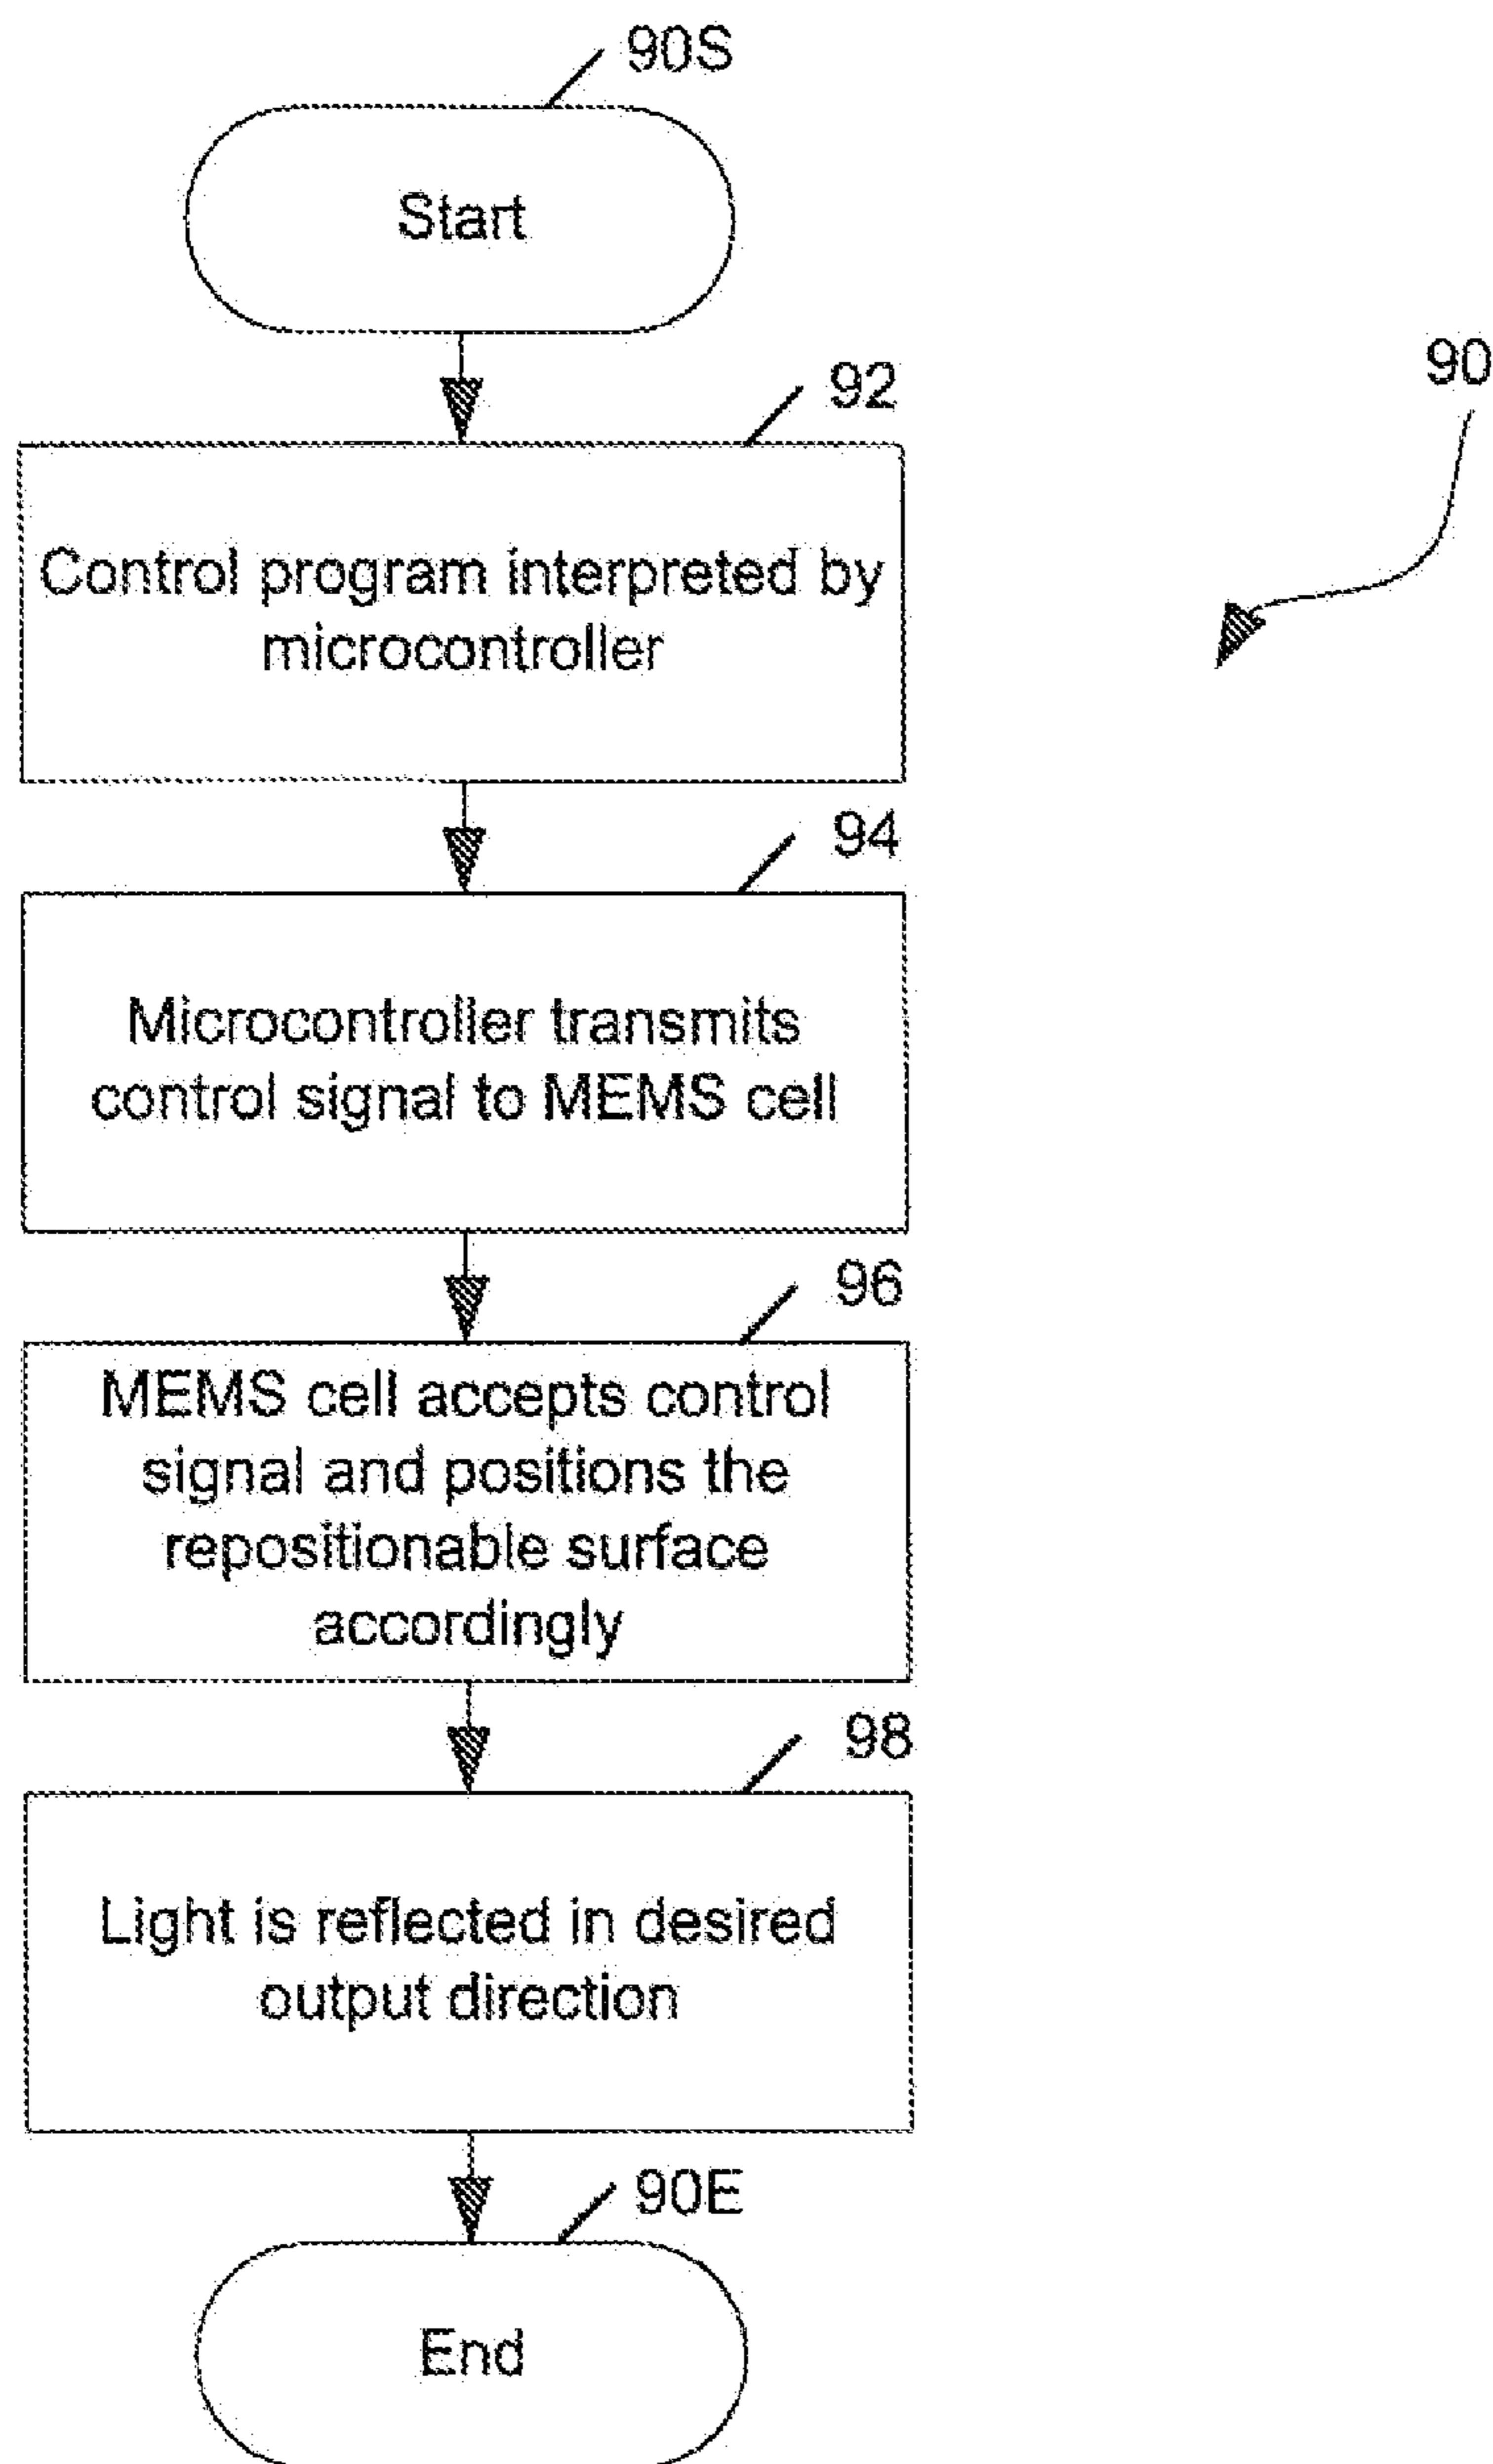 90S
Start
90
92
Control program interpreted by
microcontroller
94
Microcontroller transmits
control signal to MEMS cell
96
MEMS cell accepts control
signal and positions the
repositionable surface
accordingly
98
Light is reflected in desired
output direction
90E
End